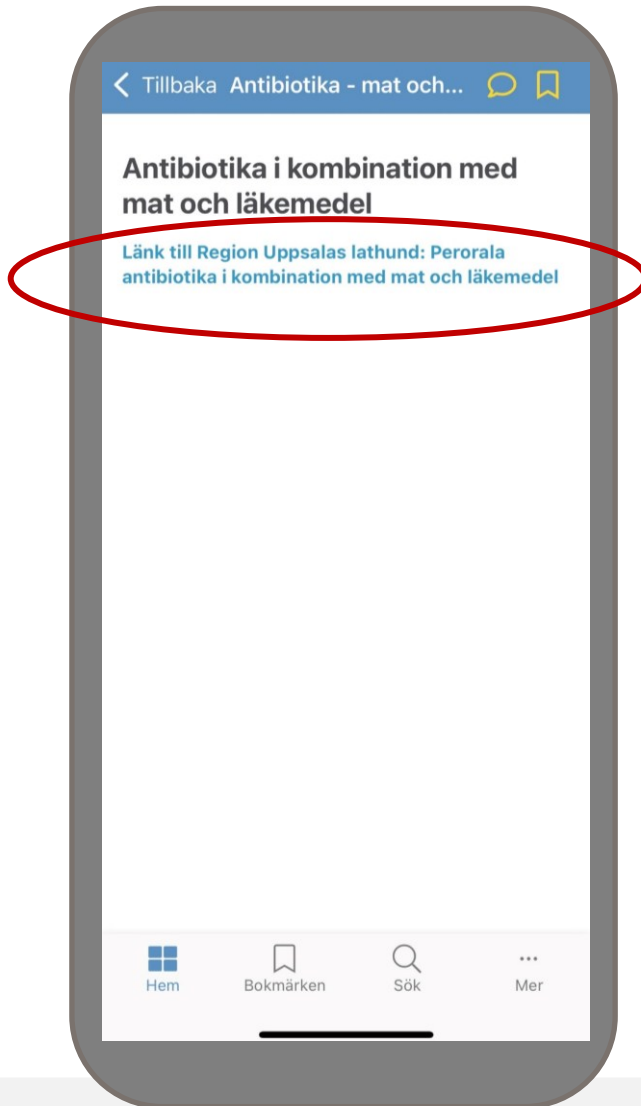 Tillbaka Antibiotika - mat och...
Antibiotika i kombination med
mat och läkemedel
Länk till Region Uppsalas lathund: Perorala
antibiotika i kombination med mat och läkemedel
Hem Bokmärken Sök Mer